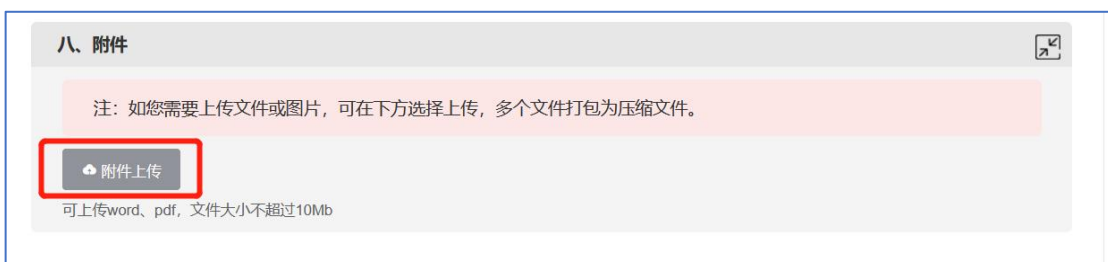 八、附件
注：如您需要上传文件或图片，可在下方选择上传，多个文件打包为压缩文件。
附件上传
可上传word、pdf，文件大小不超过10Mb